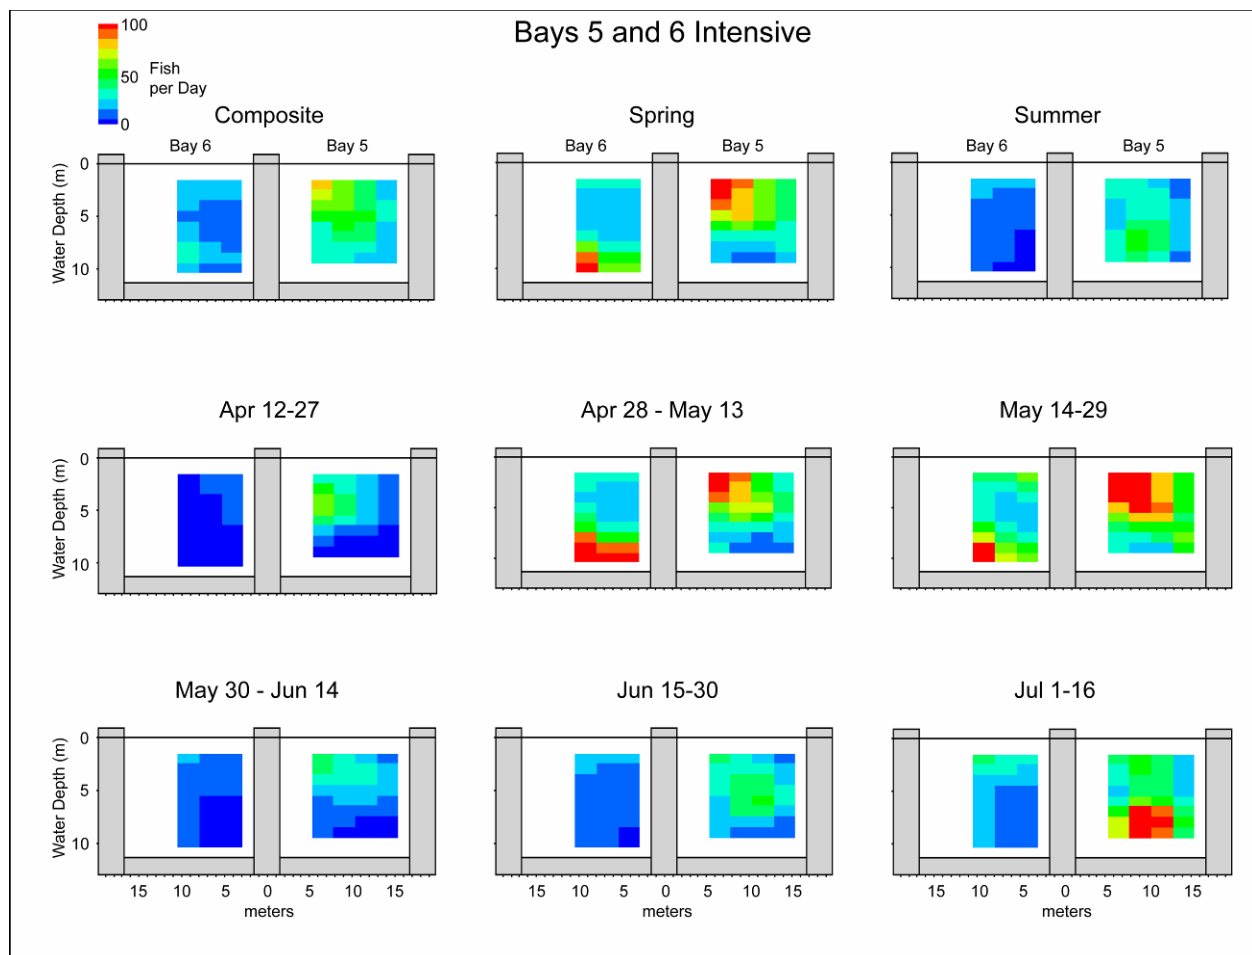 Bays 5 and 6 Intensive
100
50
0
Fish
per Day
Composite
Spring
Summer
Bay 6
Bay 5
Bay 6
Bay 5
Bay 6
Bay 5
Water Depth (m)
0
5
10
Apr 12-27
Apr 28 - May 13
May 14-29
Water Depth (m)
0
5
10
May 30 - Jun 14
Jun 15-30
Jul 1-16
Water Depth (m)
0
5
10
15 10 5 0 5 10 15
15 10 5 0 5 10 15
15 10 5 0 5 10 15
meters
meters
meters